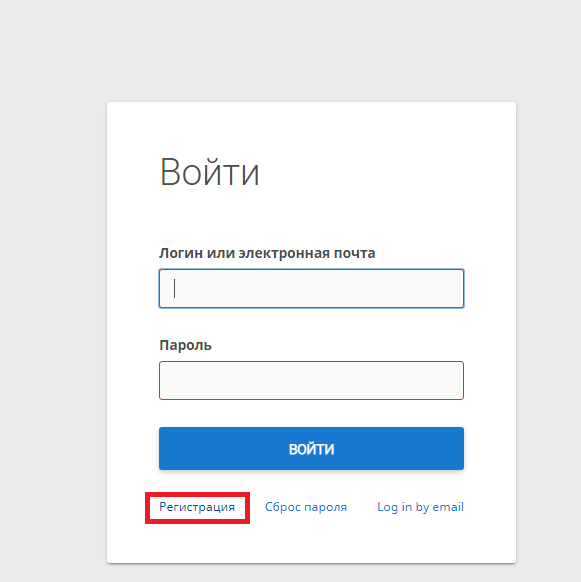 Войти
Логин или электронная почта
Пароль
ВОЙТИ
Регистрация Сброс пароля Log in by email